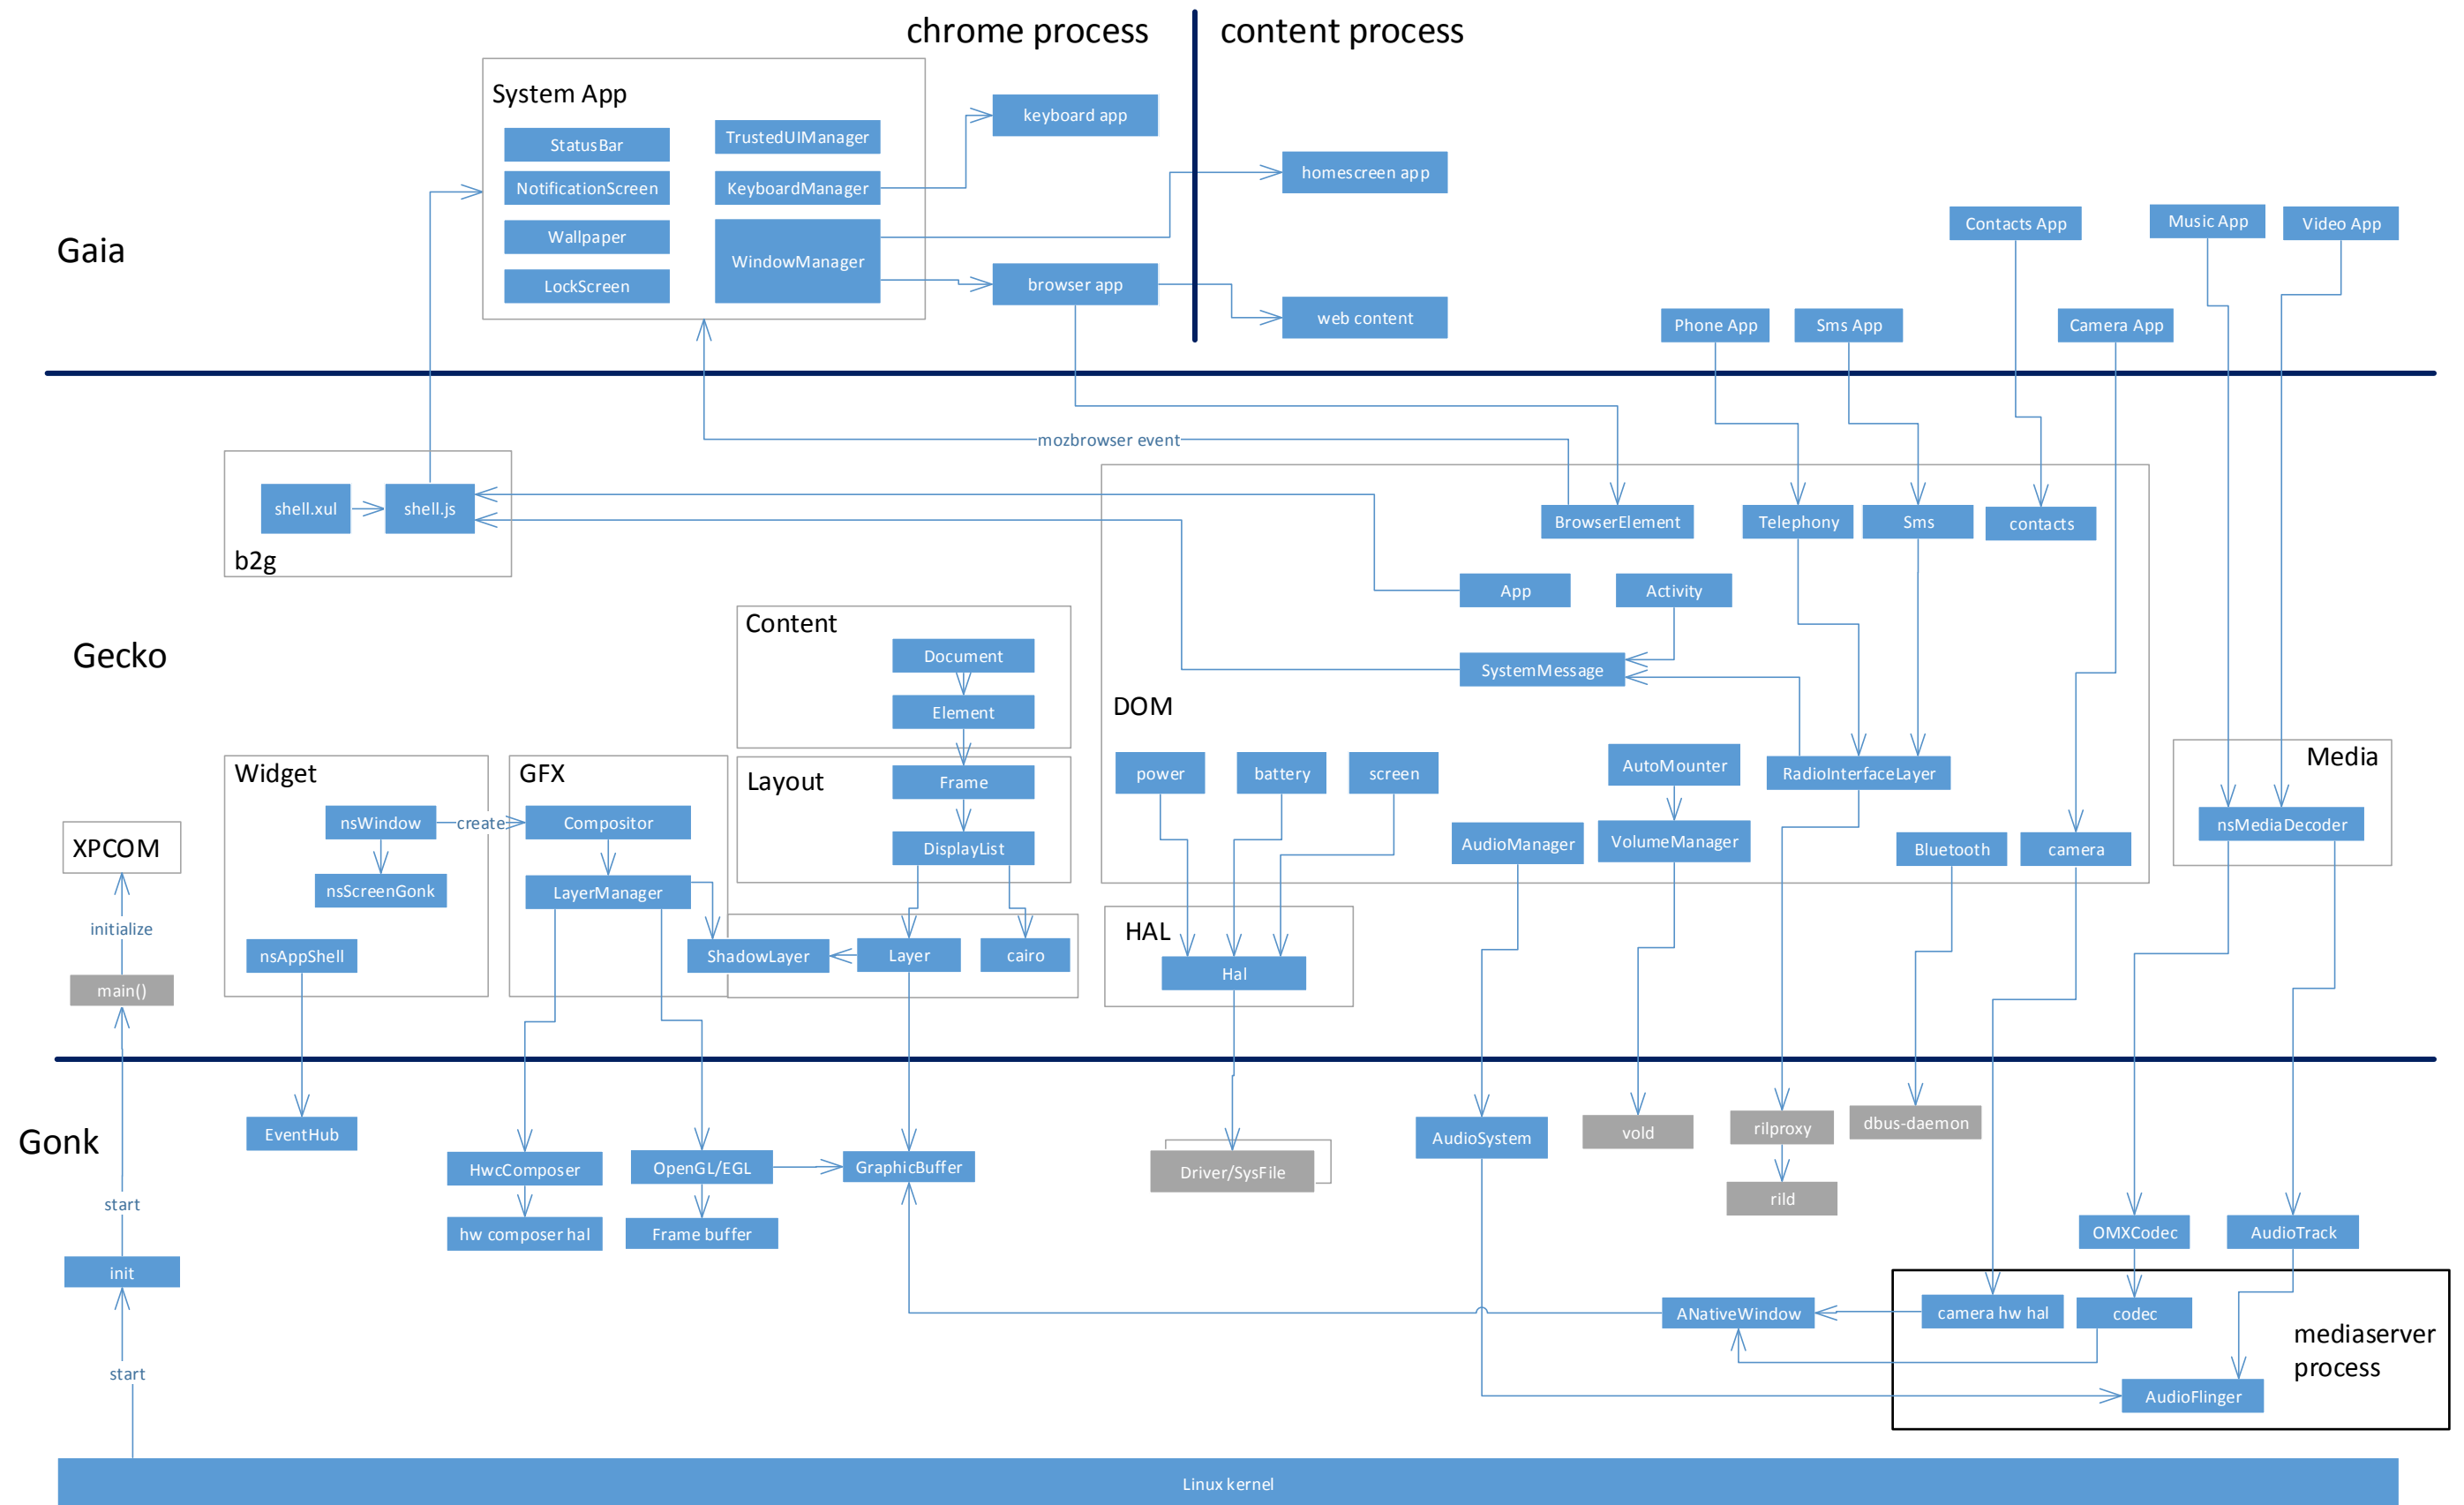 chrome process
content process
System App
StatusBar
NotificationScreen
Wallpaper
LockScreen
TrustedUIManager
KeyboardManager
WindowManager
keyboard app
browser app
homescreen app
web content
Gaia
Contacts App
Music App
Video App
Phone App
Sms App
Camera App
mozbrowser event
shell.xul
shell.js
b2g
BrowserElement
Telephony
Sms
contacts
App
Activity
SystemMessage
Gecko
Content
Document
Element
DOM
Widget
GFX
Layout
Frame
DisplayList
power
battery
screen
AutoMounter
RadioInterfaceLayer
Media
nsWindow
create
Compositor
nsScreenGonk
LayerManager
AudioManager
VolumeManager
Bluetooth
camera
nsMediaDecoder
XPCOM
initialize
main()
nsAppShell
ShadowLayer
Layer
cairo
HAL
Hal
Gonk
EventHub
HwcComposer
OpenGL/EGL
GraphicBuffer
Driver/SysFile
AudioSystem
vold
rilproxy
dbus-daemon
rild
hw composer hal
Frame buffer
OMXCodec
AudioTrack
start
init
start
ANativeWindow
camera hw hal
codec
mediaserver
process
AudioFlinger
Linux kernel